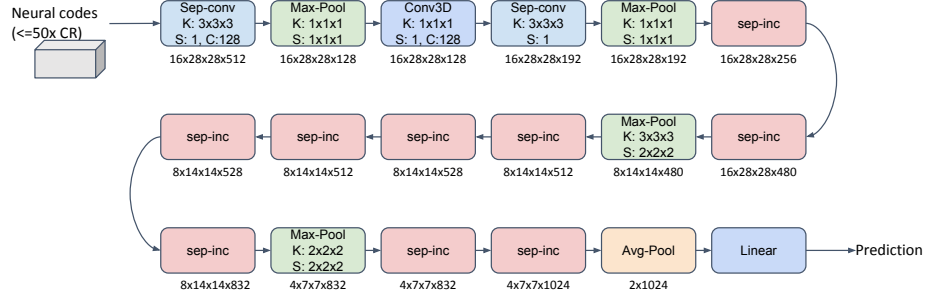 Neural codes
(<=50x CR)
Sep-conv
K: 3x3x3
S: 1, C:128
16x28x28x512
Max-Pool
K: 1x1x1
S: 1x1x1
16x28x28x128
Conv3D
K: 1x1x1
S: 1, C:128
16x28x28x128
Sep-conv
K: 3x3x3
S: 1
16x28x28x192
Max-Pool
K: 1x1x1
S: 1x1x1
16x28x28x192
sep-inc
16x28x28x256
sep-inc
16x28x28x480
Max-Pool
K: 3x3x3
S: 2x2x2
8x14x14x480
sep-inc
8x14x14x512
sep-inc
8x14x14x528
sep-inc
8x14x14x512
sep-inc
8x14x14x528
sep-inc
8x14x14x832
Max-Pool
K: 2x2x2
S: 2x2x2
4x7x7x832
sep-inc
4x7x7x832
sep-inc
4x7x7x1024
Avg-Pool
2x1024
Linear
Prediction